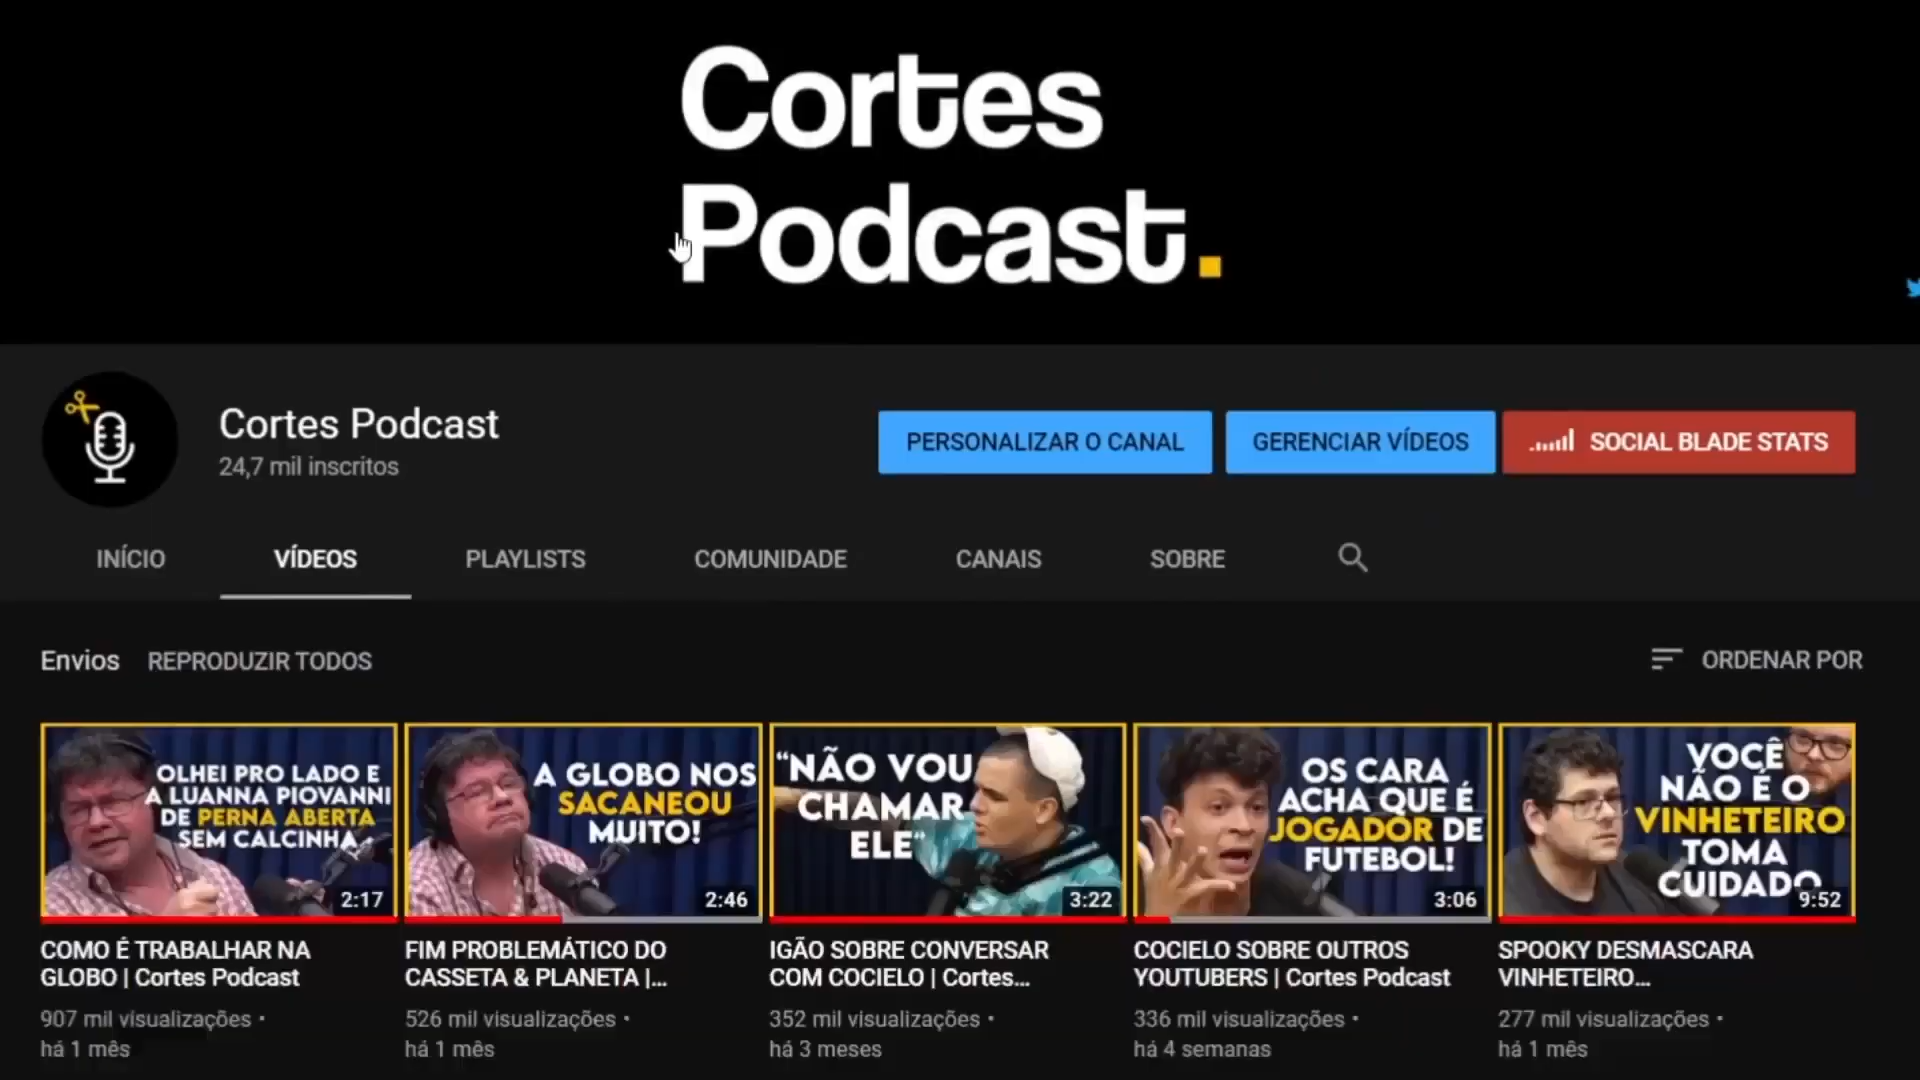 Cortes
Podcast.
Cortes Podcast
24,7 mil inscritos
PERSONALIZAR O CANAL
GERENCIAR VÍDEOS
SOCIAL BLADE STATS
INÍCIO
VÍDEOS
PLAYLISTS
COMUNIDADE
CANAIS
SOBRE
Envios
REPRODUZIR TODOS
ORDENAR POR
OLHEI PRO LADO E
A LUANNA PIOVANNI
DE PERNA ABERTA
SEM CALCINHA
2:17
COMO É TRABALHAR NA
GLOBO | Cortes Podcast
907 mil visualizações •
há 1 mês
A GLOBO NOS
SACANEOU
MUITO!
2:46
FIM PROBLEMÁTICO DO
CASSETA & PLANETA |...
526 mil visualizações •
há 1 mês
“NÃO VOU
CHAMAR
ELE“
3:22
IGÃO SOBRE CONVERSAR
COM COCIELO | Cortes...
352 mil visualizações •
há 3 meses
OS CARA
ACHA QUE É
JOGADOR DE
FUTEBOL!
3:06
COCIELO SOBRE OUTROS
YOUTUBERS | Cortes Podcast
336 mil visualizações •
há 4 semanas
VOCÊ
NÃO É O
VINHETEIRO
TOMA
CUIDADO
9:52
SPOOKY DESMASCARA
VINHETEIRO...
277 mil visualizações •
há 1 mês